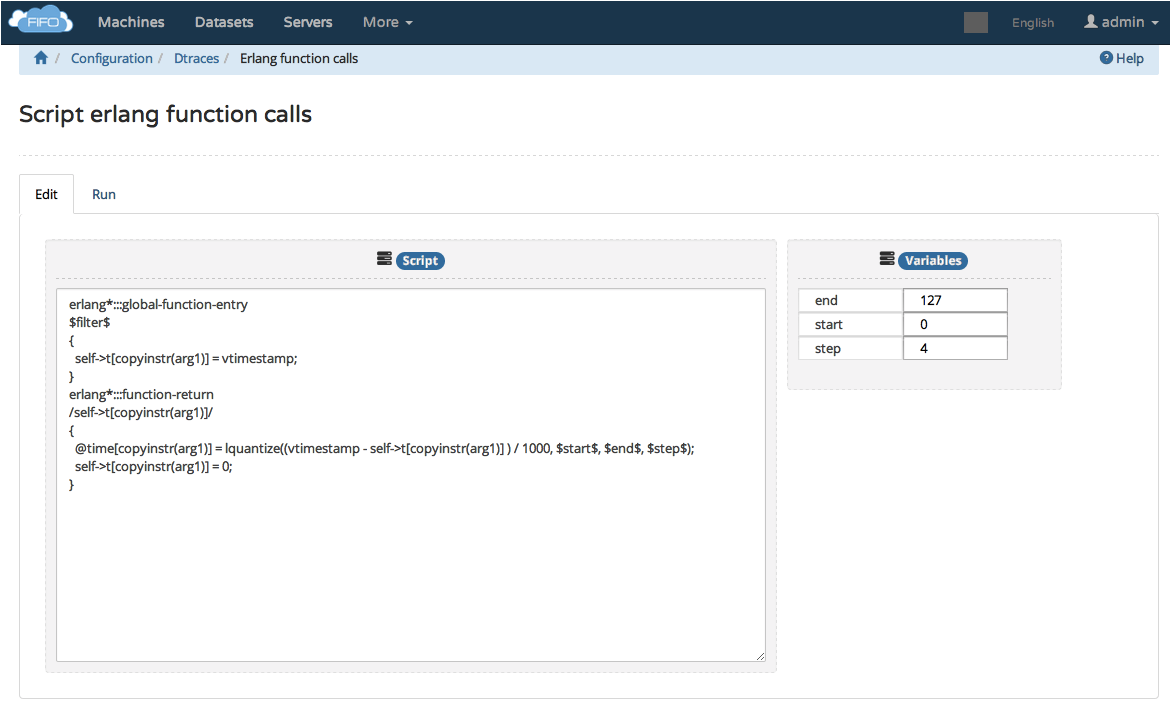 FIFO Machines Datasets Servers More English admin
/ Configuration / Dtraces / Erlang function calls ? Help
Script erlang function calls
Edit Run
Script
erlang*:::global-function-entry
$filter$
{
self->t[copyinstr(arg1)] = vtimestamp;
}
erlang*:::function-return
/self->t[copyinstr(arg1)]/
{
@time[copyinstr(arg1)] = lquantize((vtimestamp - self->t[copyinstr(arg1)] ) / 1000, $start$, $end$, $step$);
self->t[copyinstr(arg1)] = 0;
}
Variables
end 127
start 0
step 4